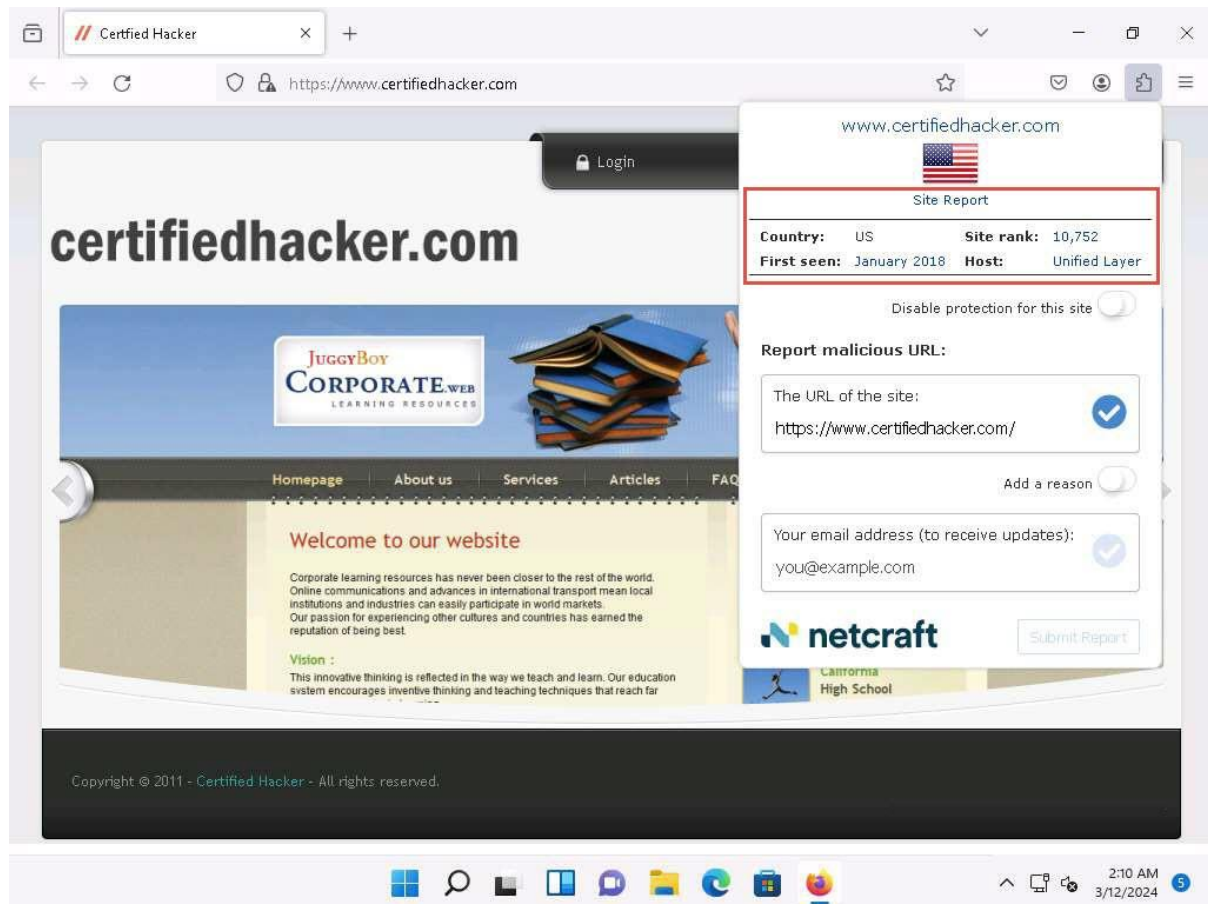 Certfied Hacker
https://www.certifiedhacker.com
Login
certifiedhacker.com
JUGGYBOY
CORPORATE.WEB
LEARNING RESOURCES
Homepage About us Services Articles FAQ
Welcome to our website
Corporate learning resources has never been closer to the rest of the world.
Online communications and advances in international transport mean local
institutions and industries can easily participate in world markets.
Our passion for experiencing other cultures and countries has earned the
reputation of being best.
Vision :
This innovative thinking is reflected in the way we teach and learn. Our education
system encourages inventive thinking and teaching techniques that reach far
www.certifiedhacker.com
Site Report
Country: US Site rank: 10,752
First seen: January 2018 Host: Unified Layer
Disable protection for this site
Report malicious URL:
The URL of the site:
https://www.certifiedhacker.com/
Add a reason
Your email address (to receive updates):
you@example.com
netcraft
Submit Report
California
High School
Copyright © 2011 - Certified Hacker - All rights reserved.
2:10 AM
3/12/2024
5